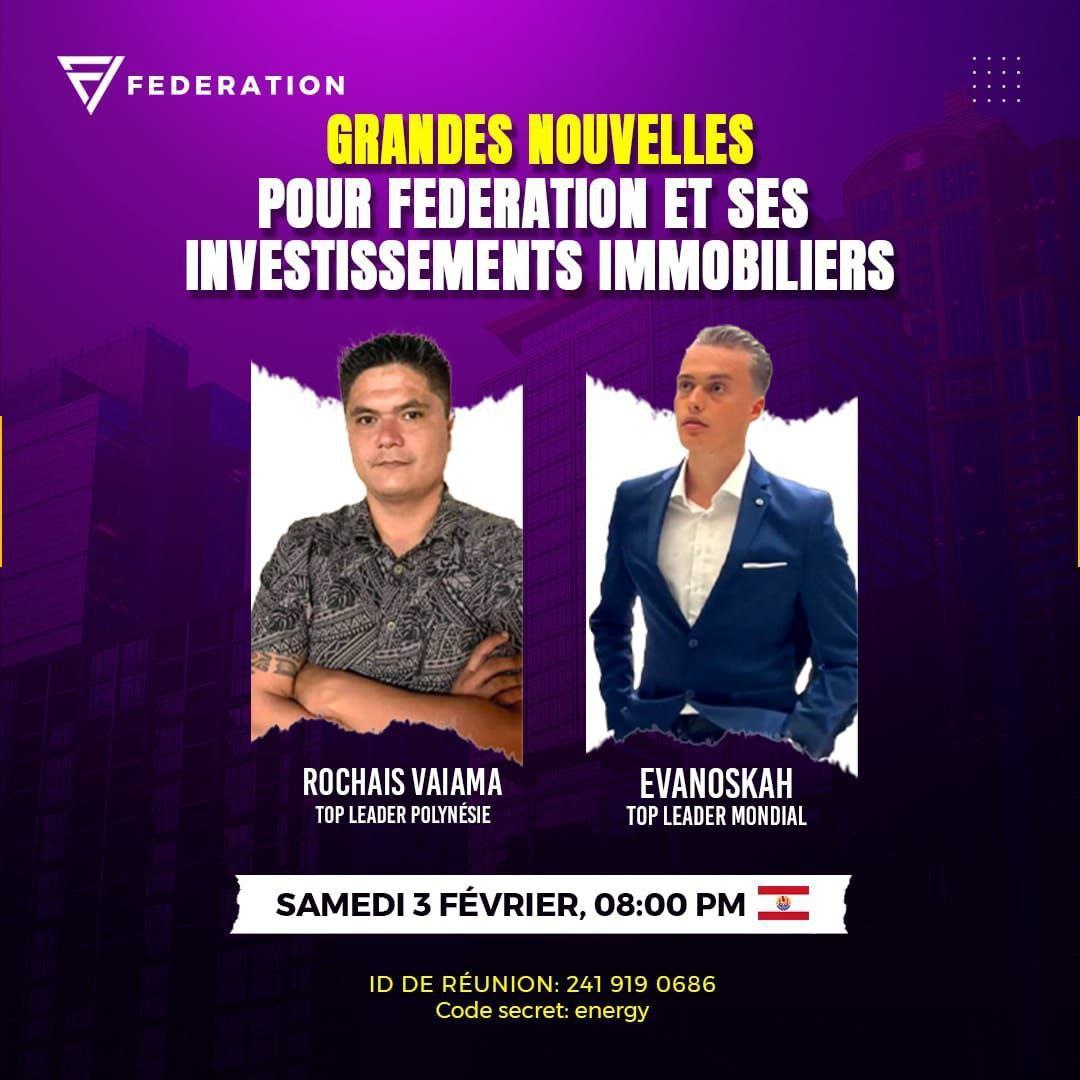 FEDERATION
GRANDES NOUVELLES
POUR FEDERATION ET SES
INVESTISSEMENTS IMMOBILIERS
ROCHAIS VAIAMA
TOP LEADER POLYNÉSIE
EVANOSKAH
TOP LEADER MONDIAL
SAMEDI 3 FÉVRIER, 08:00 PM
ID DE RÉUNION: 241 919 0686
Code secret: energy